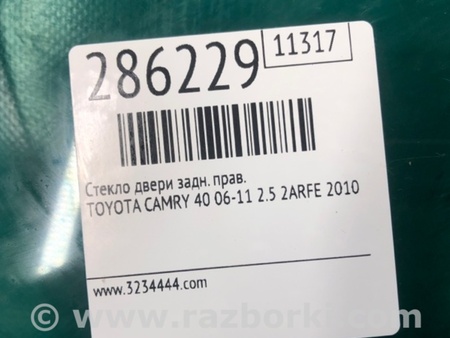 286229
11317
Стекло двери задн. прав.
TOYOTA CAMRY 40 06-11 2.5 2ARFE 2010
www.3234444.com
© www.razborki.com